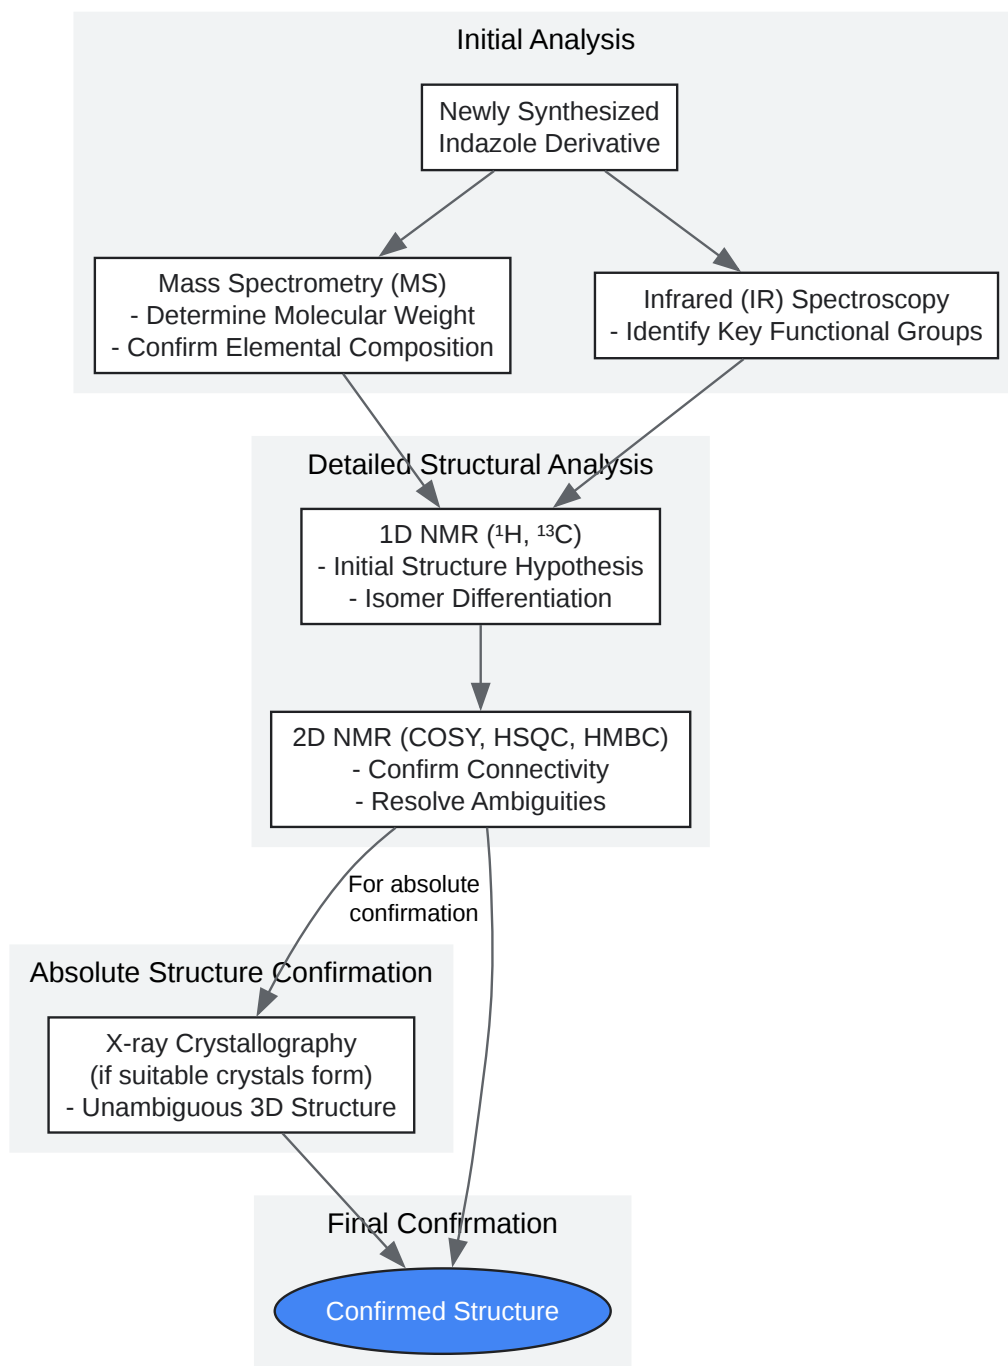 Initial Analysis
Newly Synthesized
Indazole Derivative
Mass Spectrometry (MS)
- Determine Molecular Weight
- Confirm Elemental Composition
Infrared (IR) Spectroscopy
- Identify Key Functional Groups
Detailed Structural Analysis
1D NMR (¹H, ¹³C)
- Initial Structure Hypothesis
- Isomer Differentiation
2D NMR (COSY, HSQC, HMBC)
- Confirm Connectivity
- Resolve Ambiguities
For absolute
confirmation
Absolute Structure Confirmation
X-ray Crystallography
(if suitable crystals form)
- Unambiguous 3D Structure
Final Confirmation
Confirmed Structure